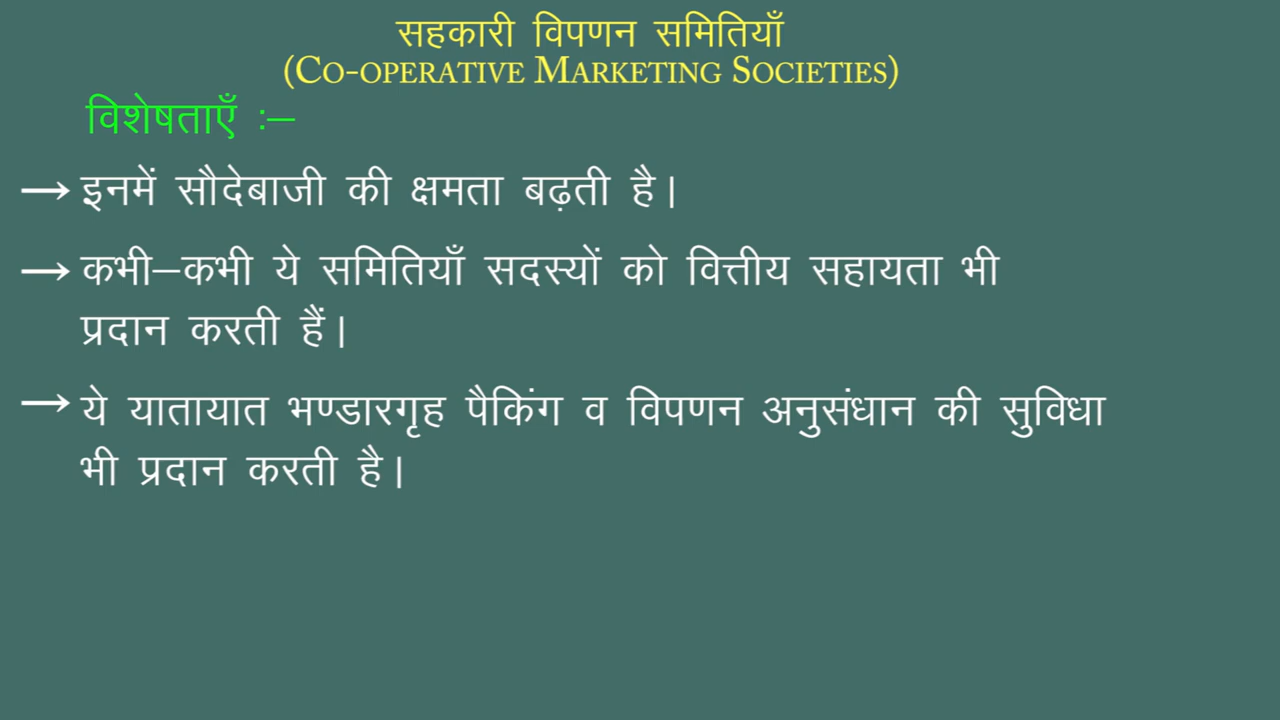 सहकारी विपणन समितियाँ
(CO-OPERATIVE MARKETING SOCIETIES)
विशेषताएँ :–
→ इनमें सौदेबाजी की क्षमता बढ़ती है।
→ कभी–कभी ये समितियाँ सदस्यों को वित्तीय सहायता भी
प्रदान करती हैं।
→ ये यातायात भण्डारगृह पैकिंग व विपणन अनुसंधान की सुविधा
भी प्रदान करती है।